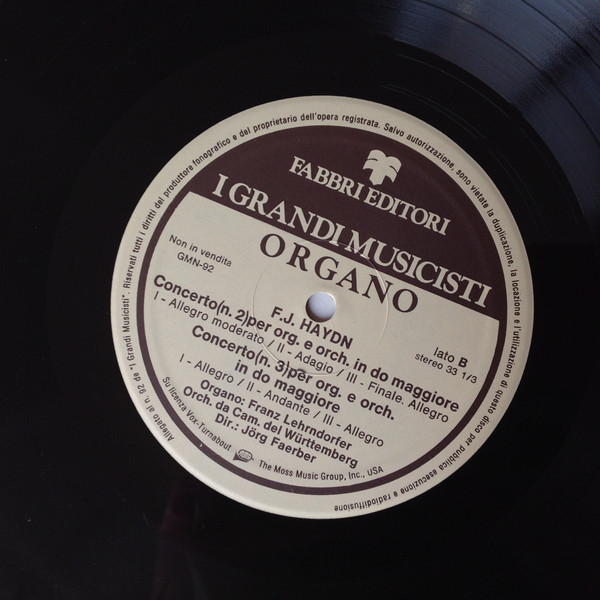 Allegato al n. 92 de "I Grandi Musicisti". Riservati tutti i diritti del produttore fonografico e del proprietario dell'opera registrata. Salvo autorizzazione, sono vietate la duplicazione, la locazione e l'utilizzazione di questo disco per pubblica esecuzione e radiodiffusione
FABBRI EDITORI
I GRANDI MUSICISTI
ORGANO
Non in vendita
GMN-92
lato B
stereo 33 1/3
F.J. HAYDN
Concerto(n. 2)per org. e orch. in do maggiore
I - Allegro moderato / II - Adagio / III - Finale. Allegro
Concerto(n. 3)per org. e orch.
in do maggiore
I - Allegro / II - Andante / III - Allegro
Organo: Franz Lehrndorfer
Orch. da Cam. del Württemberg
Dir.: Jörg Faerber
Su licenza Vox-Turnabout
The Moss Music Group, Inc., USA